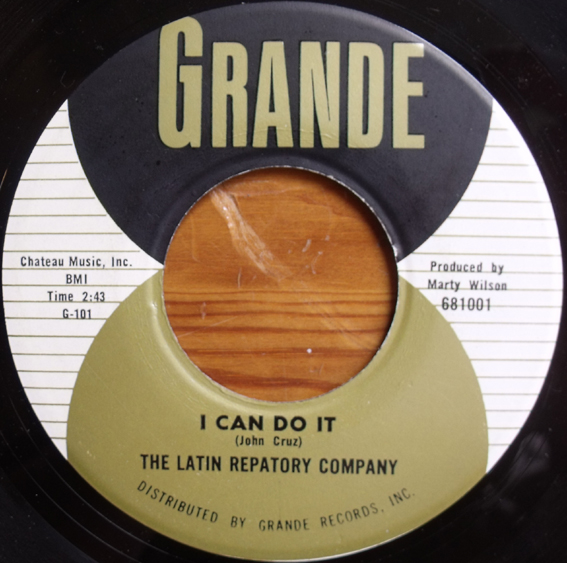 GRANDE
Chateau Music, Inc.
BMI
Time 2:43
G-101
Produced by
Marty Wilson
681001
I CAN DO IT
(John Cruz)
THE LATIN REPATORY COMPANY
DISTRIBUTED BY GRANDE RECORDS, INC.